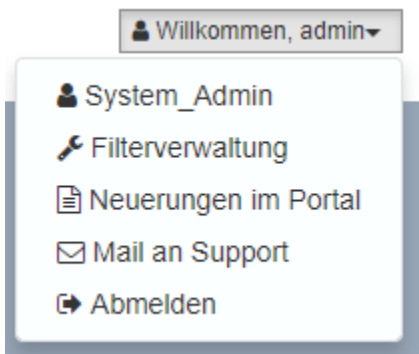 Willkommen, admin
System_Admin
Filterverwaltung
Neuerungen im Portal
Mail an Support
Abmelden